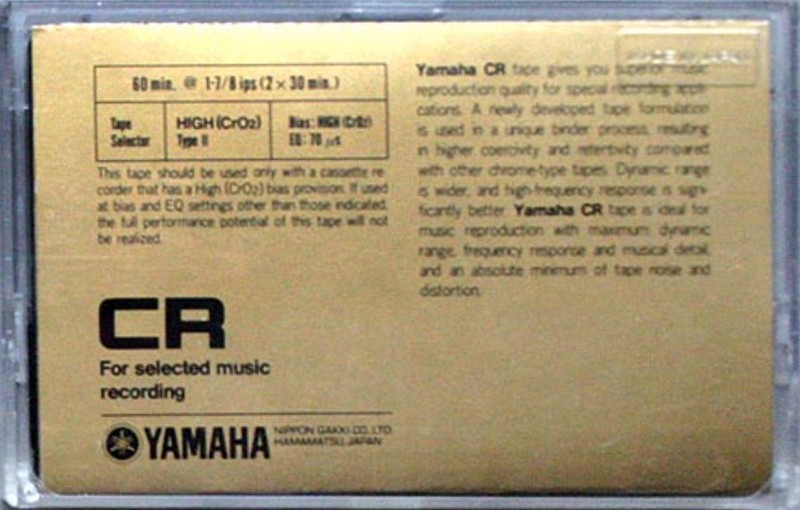 60 min. @ 1-7/8 ips (2 × 30 min.)
Tape
Selector
HIGH (CrO2)
Type II
Bias: HIGH (CrO2)
EQ: 70 μs
This tape should be used only with a cassette re-
corder that has a High (CrO2) bias provision. If used
at bias and EQ settings other than those indicated,
the full performance potential of this tape will not
be realized.
CR
For selected music
recording
YAMAHA
NIPPON GAKKI CO., LTD.
HAMAMATSU, JAPAN
Yamaha CR tape gives you superior music
reproduction quality for special recording appli-
cations. A newly developed tape formulation
is used in a unique binder process, resulting
in higher coercivity and retentivity compared
with other chrome-type tapes. Dynamic range
is wider, and high-frequency response is signi-
ficantly better. Yamaha CR tape is ideal for
music reproduction with maximum dynamic
range, frequency response and musical detail,
and an absolute minimum of tape noise and
distortion.